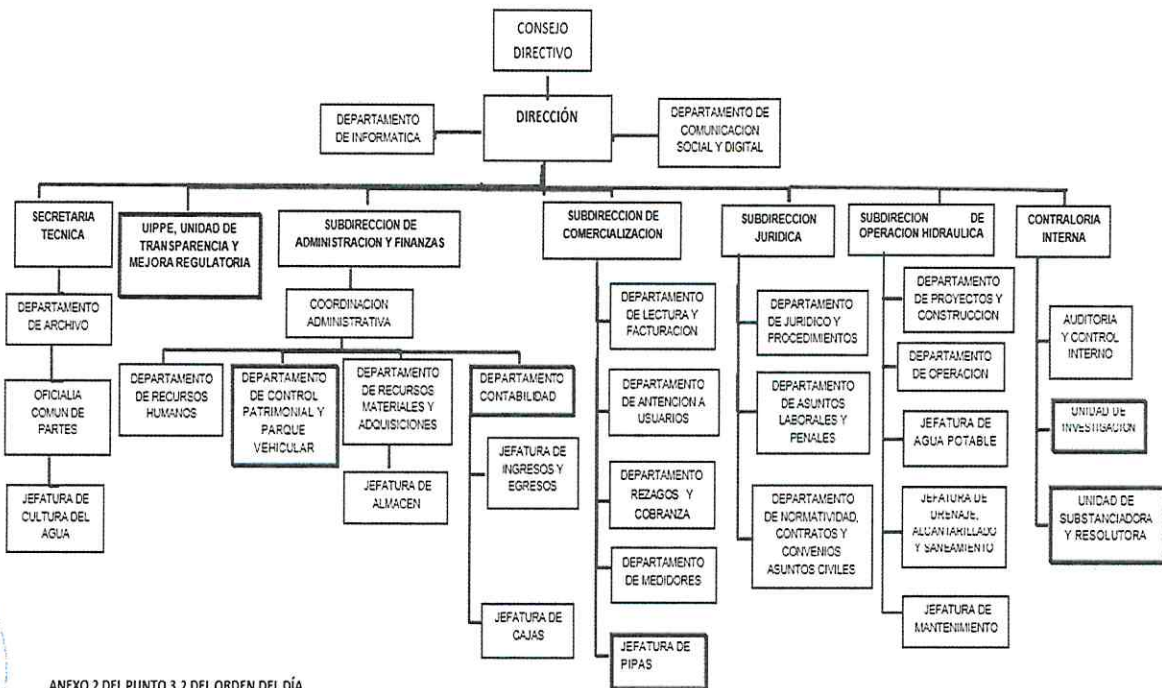 CONSEJO
DIRECTIVO
DIRECCIÓN
DEPARTAMENTO
DE INFORMATICA
DEPARTAMENTO DE
COMUNICACION
SOCIAL Y DIGITAL
SECRETARIA
TECNICA
UIPPE, UNIDAD DE
TRANSPARENCIA Y
MEJORA REGULATORIA
SUBDIRECCION DE
ADMINISTRACION Y FINANZAS
SUBDIRECCION DE
COMERCIALIZACION
SUBDIRECCION
JURIDICA
SUBDIRECION DE
OPERACION HIDRAULICA
CONTRALORIA
INTERNA
DEPARTAMENTO
DE ARCHIVO
OFICIALIA
COMUN DE
PARTES
JEFATURA DE
CULTURA DEL
AGUA
COORDINACION
ADMINISTRATIVA
DEPARTAMENTO
DE RECURSOS
HUMANOS
DEPARTAMENTO
DE CONTROL
PATRIMONIAL Y
PARQUE
VEHICULAR
DEPARTAMENTO
DE RECURSOS
MATERIALES Y
ADQUISICIONES
JEFATURA DE
ALMACEN
DEPARTAMENTO
CONTABILIDAD
JEFATURA DE
INGRESOS Y
EGRESOS
JEFATURA DE
CAJAS
DEPARTAMENTO
DE LECTURA Y
FACTURACION
DEPARTAMENTO
DE ANTENCION A
USUARIOS
DEPARTAMENTO
REZAGOS Y
COBRANZA
DEPARTAMENTO
DE MEDIDORES
JEFATURA DE
PIPAS
DEPARTAMENTO
DE JURIDICO Y
PROCEDIMIENTOS
DEPARTAMENTO
DE ASUNTOS
LABORALES Y
PENALES
DEPARTAMENTO
DE NORMATIVIDAD,
CONTRATOS Y
CONVENIOS
ASUNTOS CIVILES
DEPARTAMENTO
DE PROYECTOS Y
CONSTRUCCION
DEPARTAMENTO
DE OPERACION
JEFATURA DE
AGUA POTABLE
JEFATURA DE
DRENAJE,
ALCANTARILLADO
Y SANEAMIENTO
JEFATURA DE
MANTENIMIENTO
AUDITORIA
Y CONTROL
INTERNO
UNIDAD DE
INVESTIGACION
UNIDAD DE
SUBSTANCIADORA
Y RESOLUTORA
ANEXO 2 DEL PUNTO 3.2 DEL ORDEN DEL DÍA